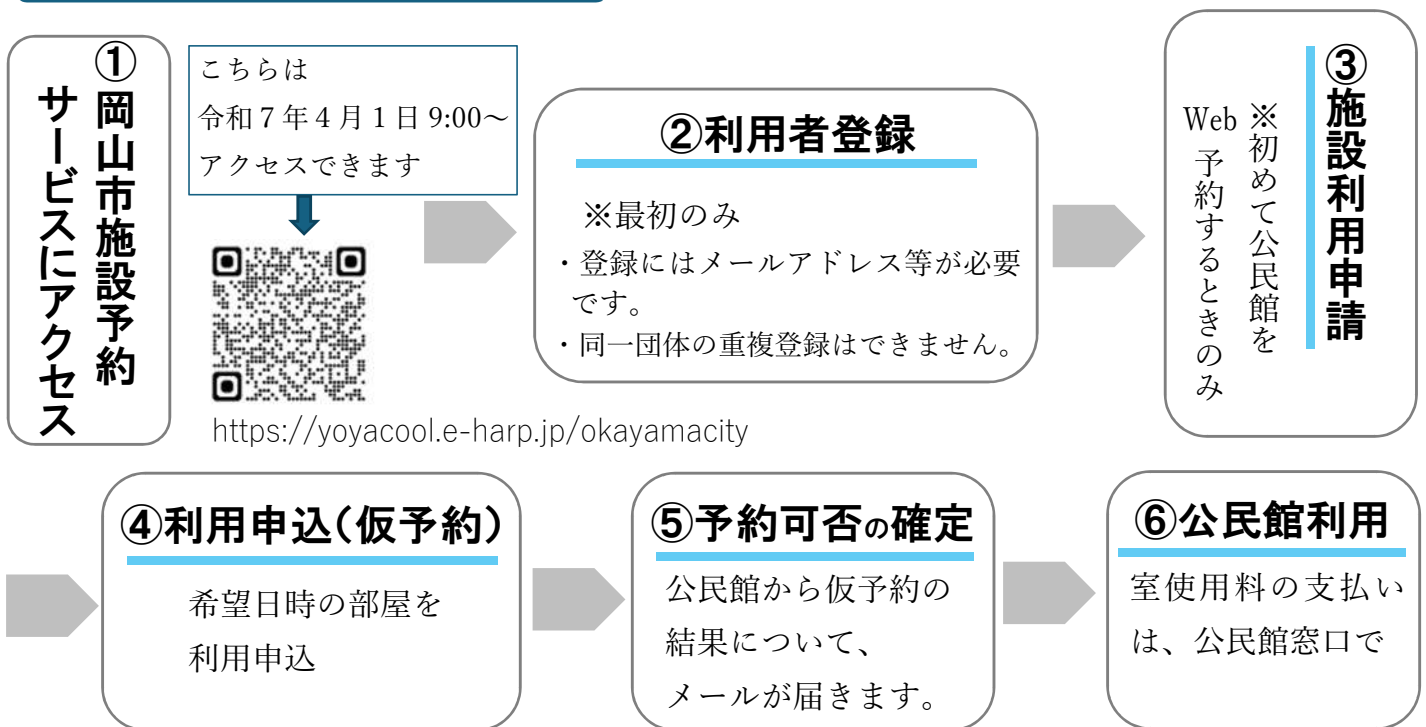 ①岡山市施設予約
サービスにアクセス
こちらは
令和7年4月1日 9:00～
アクセスできます
https://yoyacool.e-harp.jp/okayamacity
②利用者登録
※最初のみ
・登録にはメールアドレス等が必要
です。
・同一団体の重複登録はできません。
③施設利用申請
※初めて公民館を
Web 予約するときのみ
④利用申込(仮予約)
希望日時の部屋を
利用申込
⑤予約可否の確定
公民館から仮予約の
結果について、
メールが届きます。
⑥公民館利用
室使用料の支払い
は、公民館窓口で